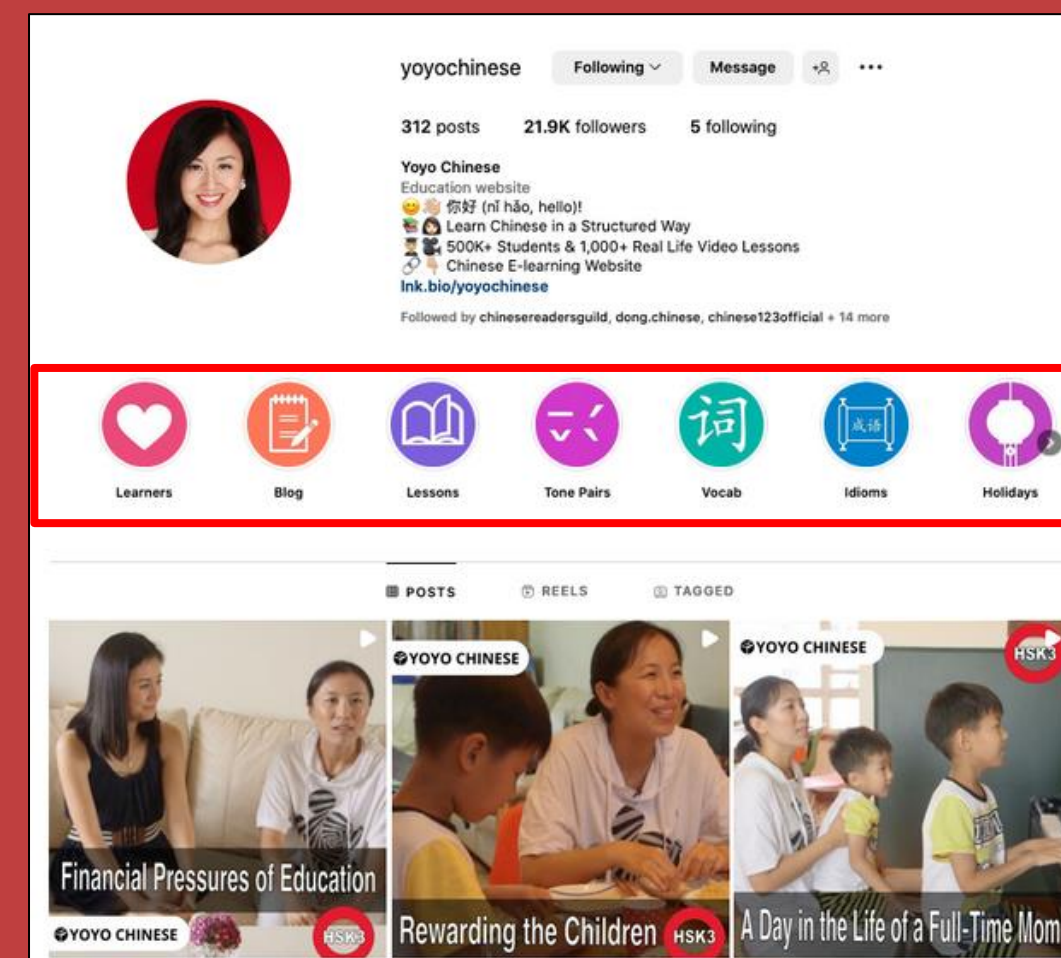 yoyochinese Following Message
312 posts 21.9K followers 5 following
Yoyo Chinese
Education website
😊👋🏼 你好 (nǐ hǎo, hello)!
📚👩🏻 Learn Chinese in a Structured Way
👨🏻‍🎓📽 500K+ Students & 1,000+ Real Life Video Lessons
🔗👇🏼 Chinese E-learning Website
lnk.bio/yoyochinese
Followed by chinesereadersguild, dong.chinese, chinese123official + 14 more
词
成语
Learners Blog Lessons Tone Pairs Vocab Idioms Holidays
POSTS REELS TAGGED
Financial Pressures of Education
YOYO CHINESE
HSK3
YOYO CHINESE
Rewarding the Children
HSK3
YOYO CHINESE
HSK3
A Day in the Life of a Full-Time Mom